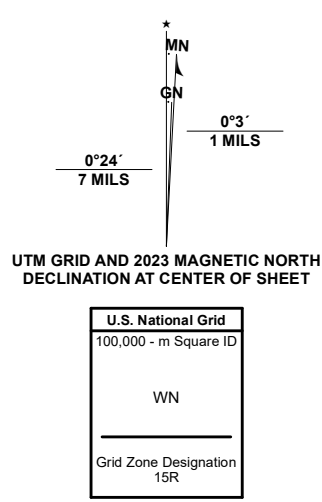 ★
MN
GN
0°3´
1 MILS
0°24´
7 MILS
UTM GRID AND 2023 MAGNETIC NORTH
DECLINATION AT CENTER OF SHEET
U.S. National Grid
100,000 - m Square ID
WN
Grid Zone Designation
15R